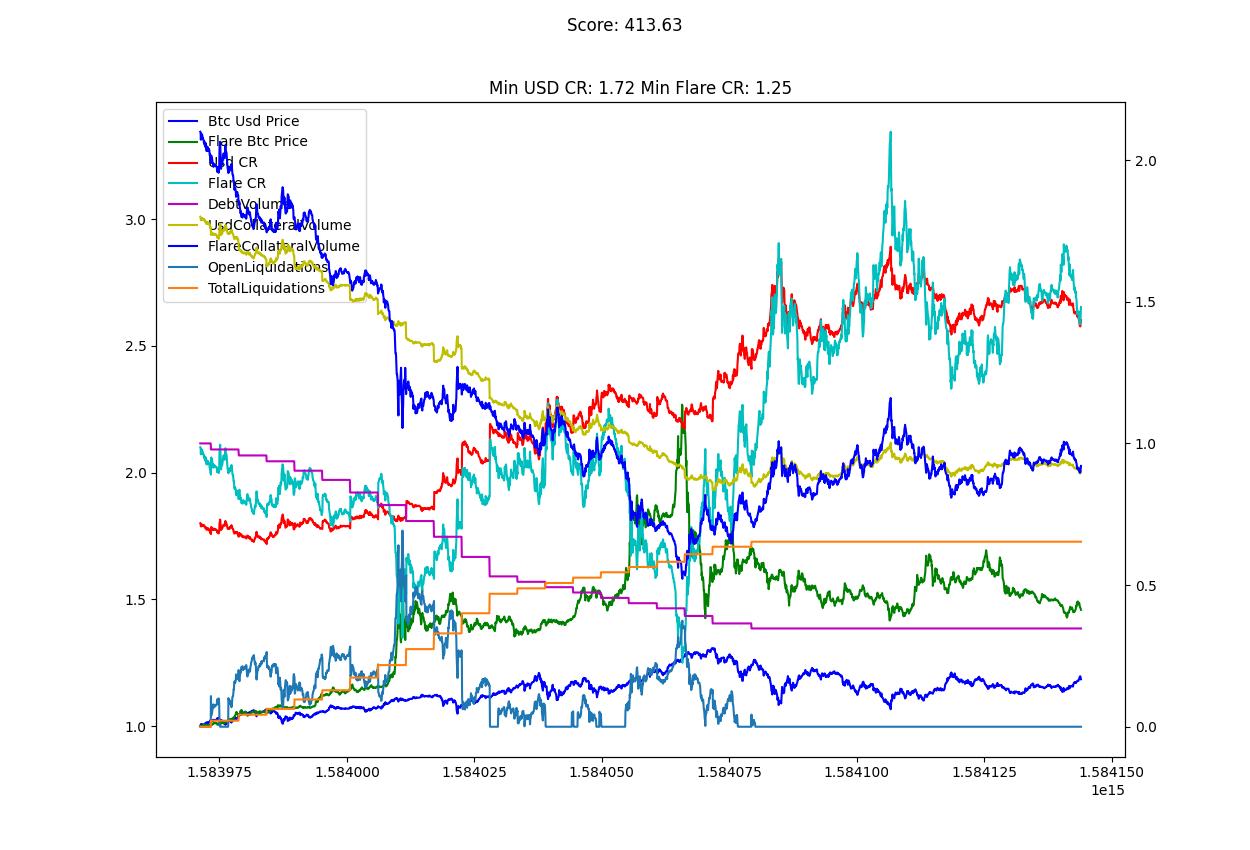 Score: 413.63
Min USD CR: 1.72 Min Flare CR: 1.25
Btc Usd Price
Flare Btc Price
Usd CR
Flare CR
DebtVolume
UsdCollateralVolume
FlareCollateralVolume
OpenLiquidations
TotalLiquidations
3.0
2.5
2.0
1.5
1.0
2.0
1.5
1.0
0.5
0.0
1.583975 1.584000 1.584025 1.584050 1.584075 1.584100 1.584125 1.584150
1e15